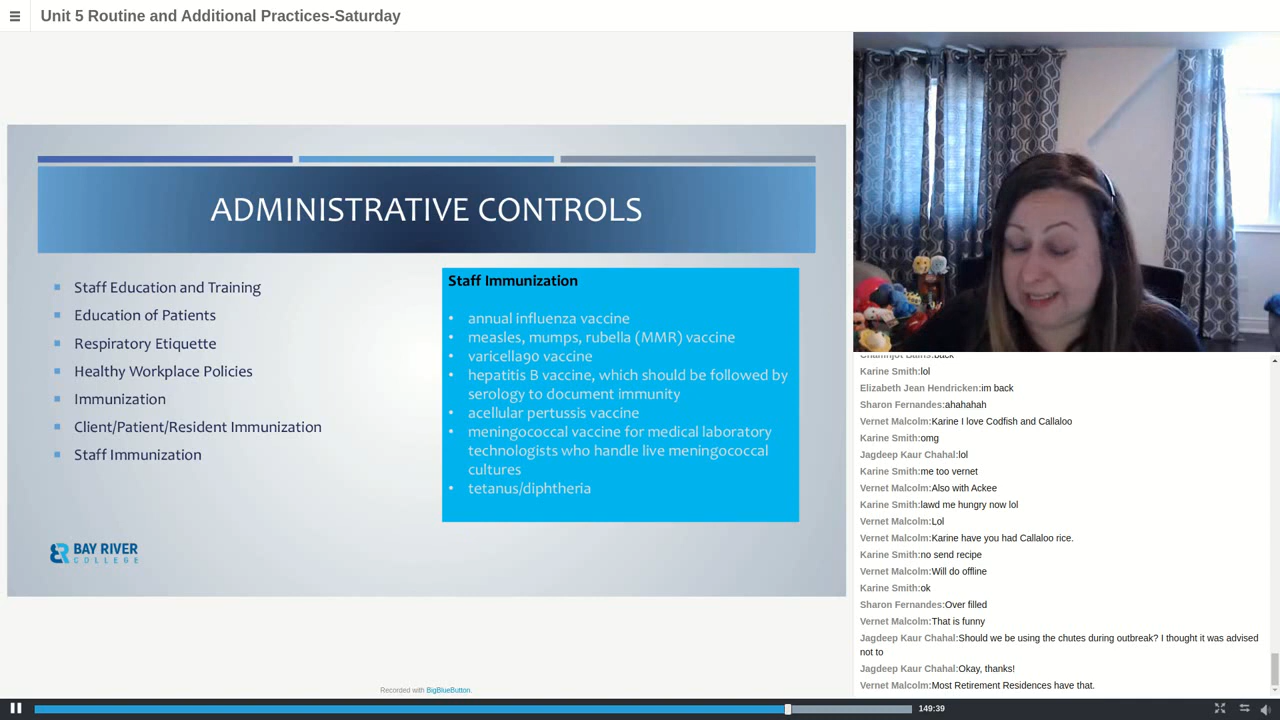 Unit 5 Routine and Additional Practices-Saturday
ADMINISTRATIVE CONTROLS
Staff Education and Training
Education of Patients
Respiratory Etiquette
Healthy Workplace Policies
Immunization
Client/Patient/Resident Immunization
Staff Immunization
Staff Immunization
• annual influenza vaccine
• measles, mumps, rubella (MMR) vaccine
• varicella90 vaccine
• hepatitis B vaccine, which should be followed by
serology to document immunity
• acellular pertussis vaccine
• meningococcal vaccine for medical laboratory
technologists who handle live meningococcal
cultures
• tetanus/diphtheria
BAY RIVER
COLLEGE
Karine Smith:lol
Elizabeth Jean Hendricken:im back
Sharon Fernandes:ahahahah
Vernet Malcolm:Karine I love Codfish and Callaloo
Karine Smith:omg
Jagdeep Kaur Chahal:lol
Karine Smith:me too vernet
Vernet Malcolm:Also with Ackee
Karine Smith:lawd me hungry now lol
Vernet Malcolm:Lol
Vernet Malcolm:Karine have you had Callaloo rice.
Karine Smith:no send recipe
Vernet Malcolm:Will do offline
Karine Smith:ok
Sharon Fernandes:Over filled
Vernet Malcolm:That is funny
Jagdeep Kaur Chahal:Should we be using the chutes during outbreak? I thought it was advised
not to
Jagdeep Kaur Chahal:Okay, thanks!
Vernet Malcolm:Most Retirement Residences have that.
Recorded with BigBlueButton.
149:39